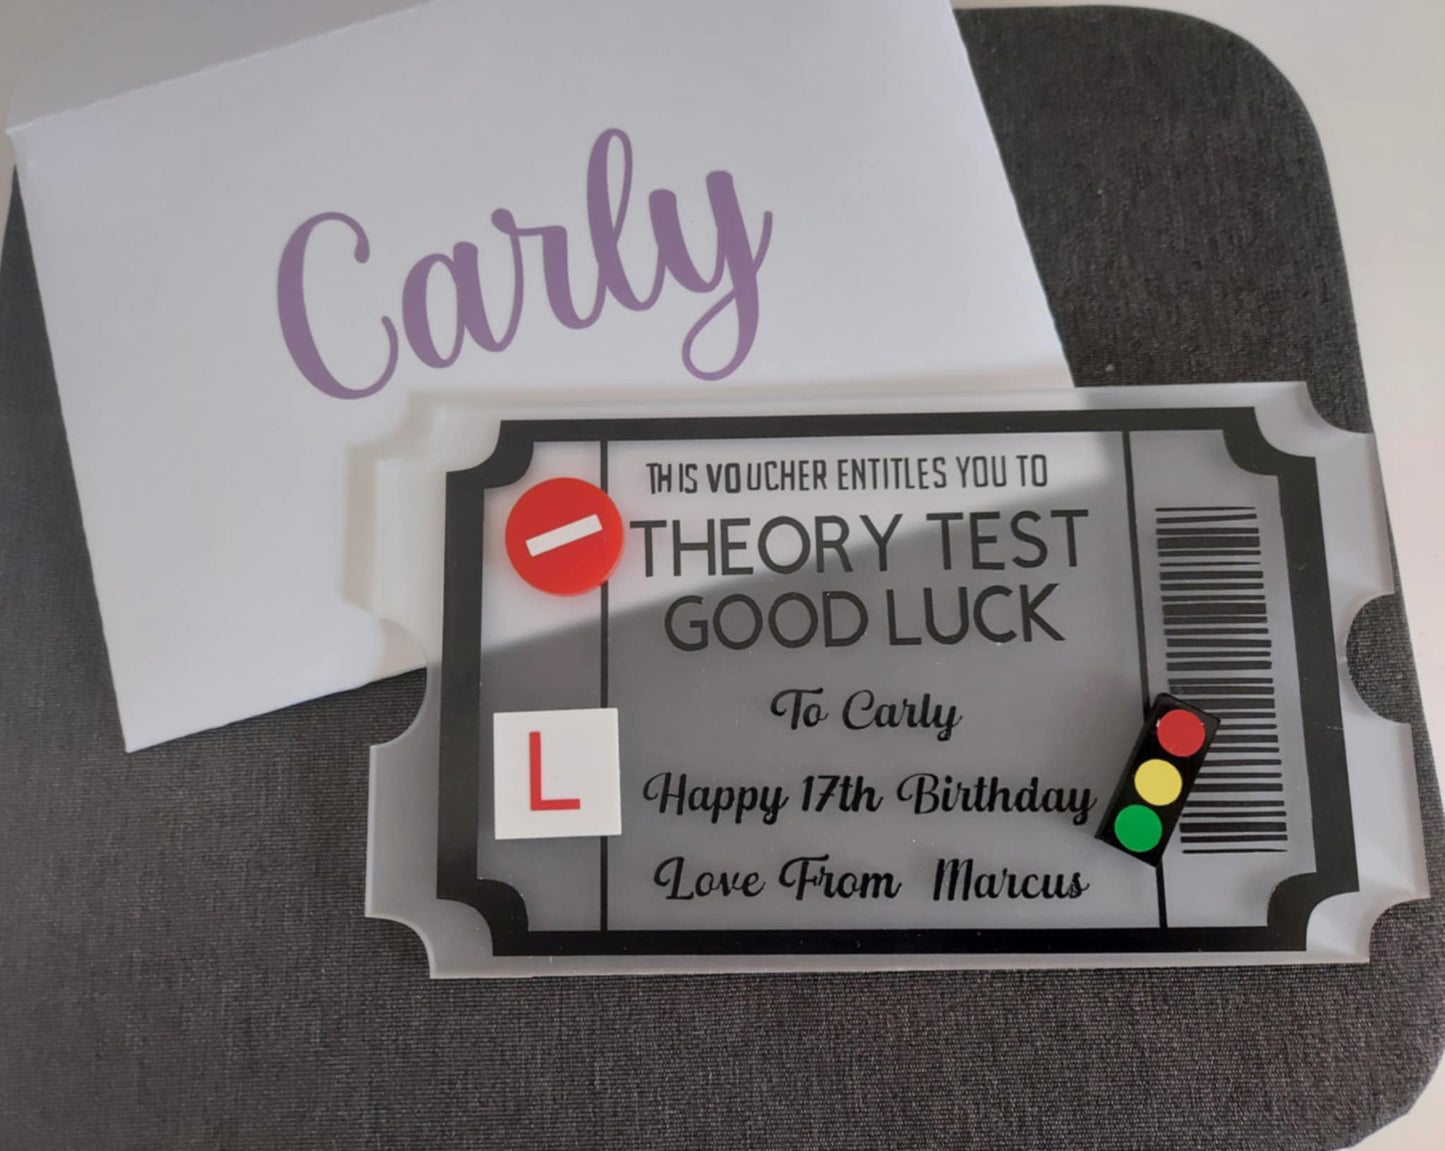 Carly
THIS VOUCHER ENTITLES YOU TO
THEORY TEST
GOOD LUCK
To Carly
L
Happy 17th Birthday
Love From Marcus